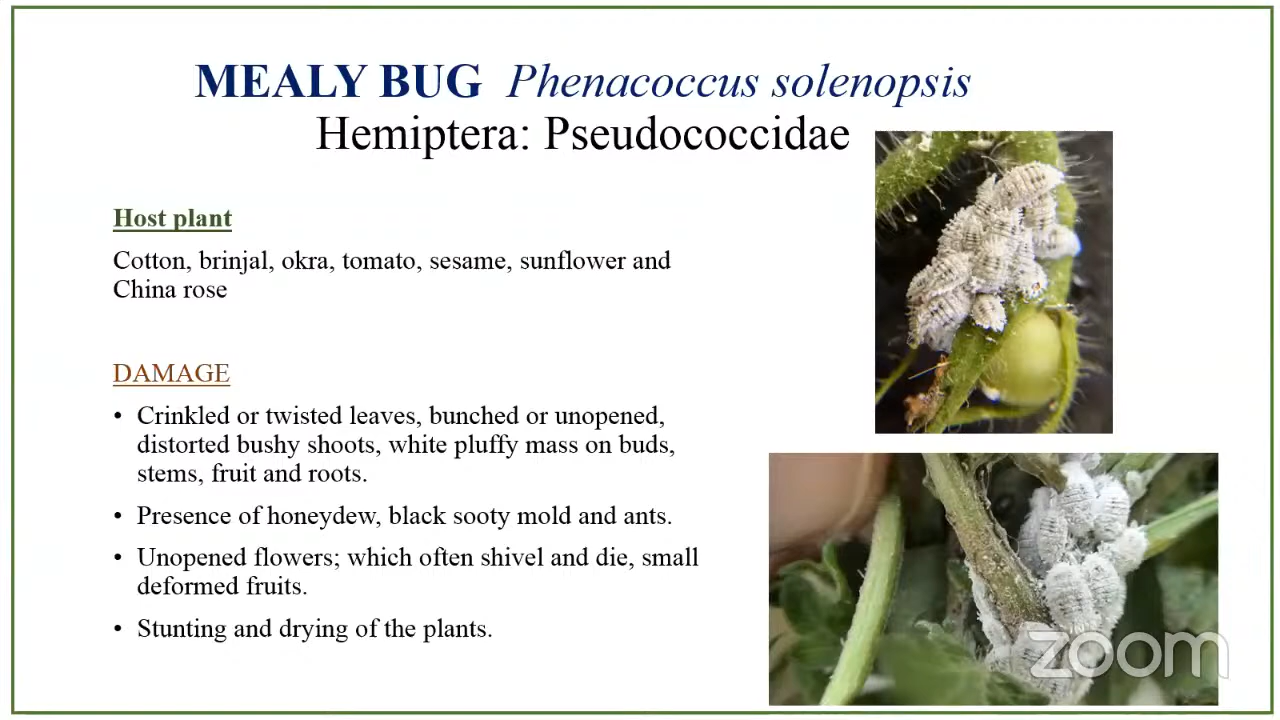 MEALY BUG Phenacoccus solenopsis
Hemiptera: Pseudococcidae
Host plant
Cotton, brinjal, okra, tomato, sesame, sunflower and
China rose
DAMAGE
• Crinkled or twisted leaves, bunched or unopened,
distorted bushy shoots, white pluffy mass on buds,
stems, fruit and roots.
• Presence of honeydew, black sooty mold and ants.
• Unopened flowers; which often shivel and die, small
deformed fruits.
• Stunting and drying of the plants.
zoom